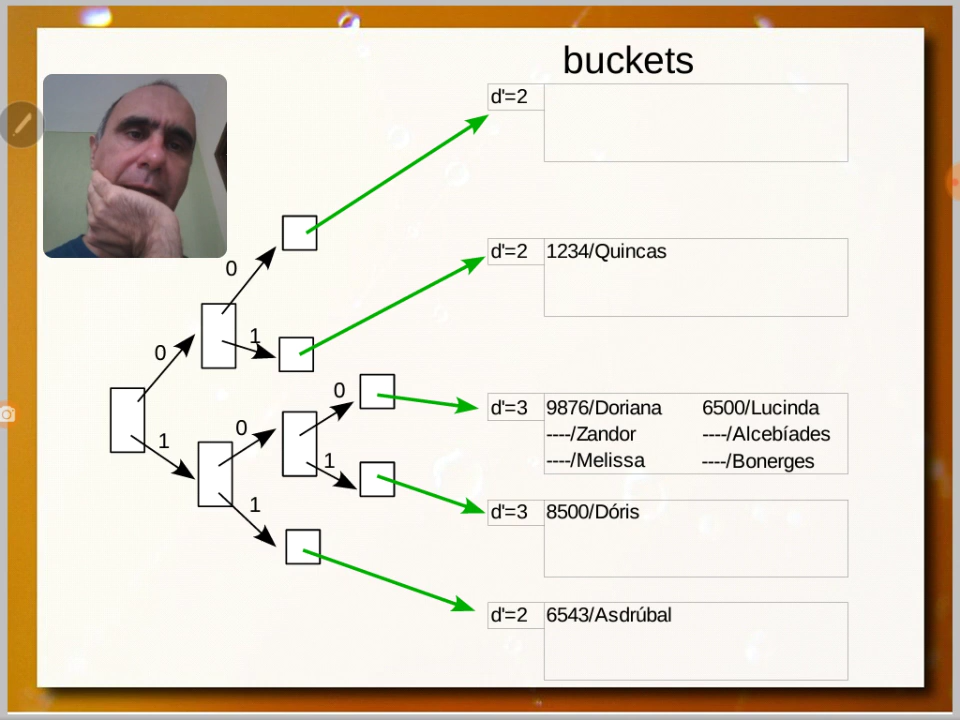 buckets
d'=2
0
d'=2 1234/Quincas
1
0
0
d'=3 9876/Doriana 6500/Lucinda
----/Zandor ----/Alcebíades
----/Melissa ----/Bonerges
0
1
1
d'=3 8500/Dóris
1
d'=2 6543/Asdrúbal